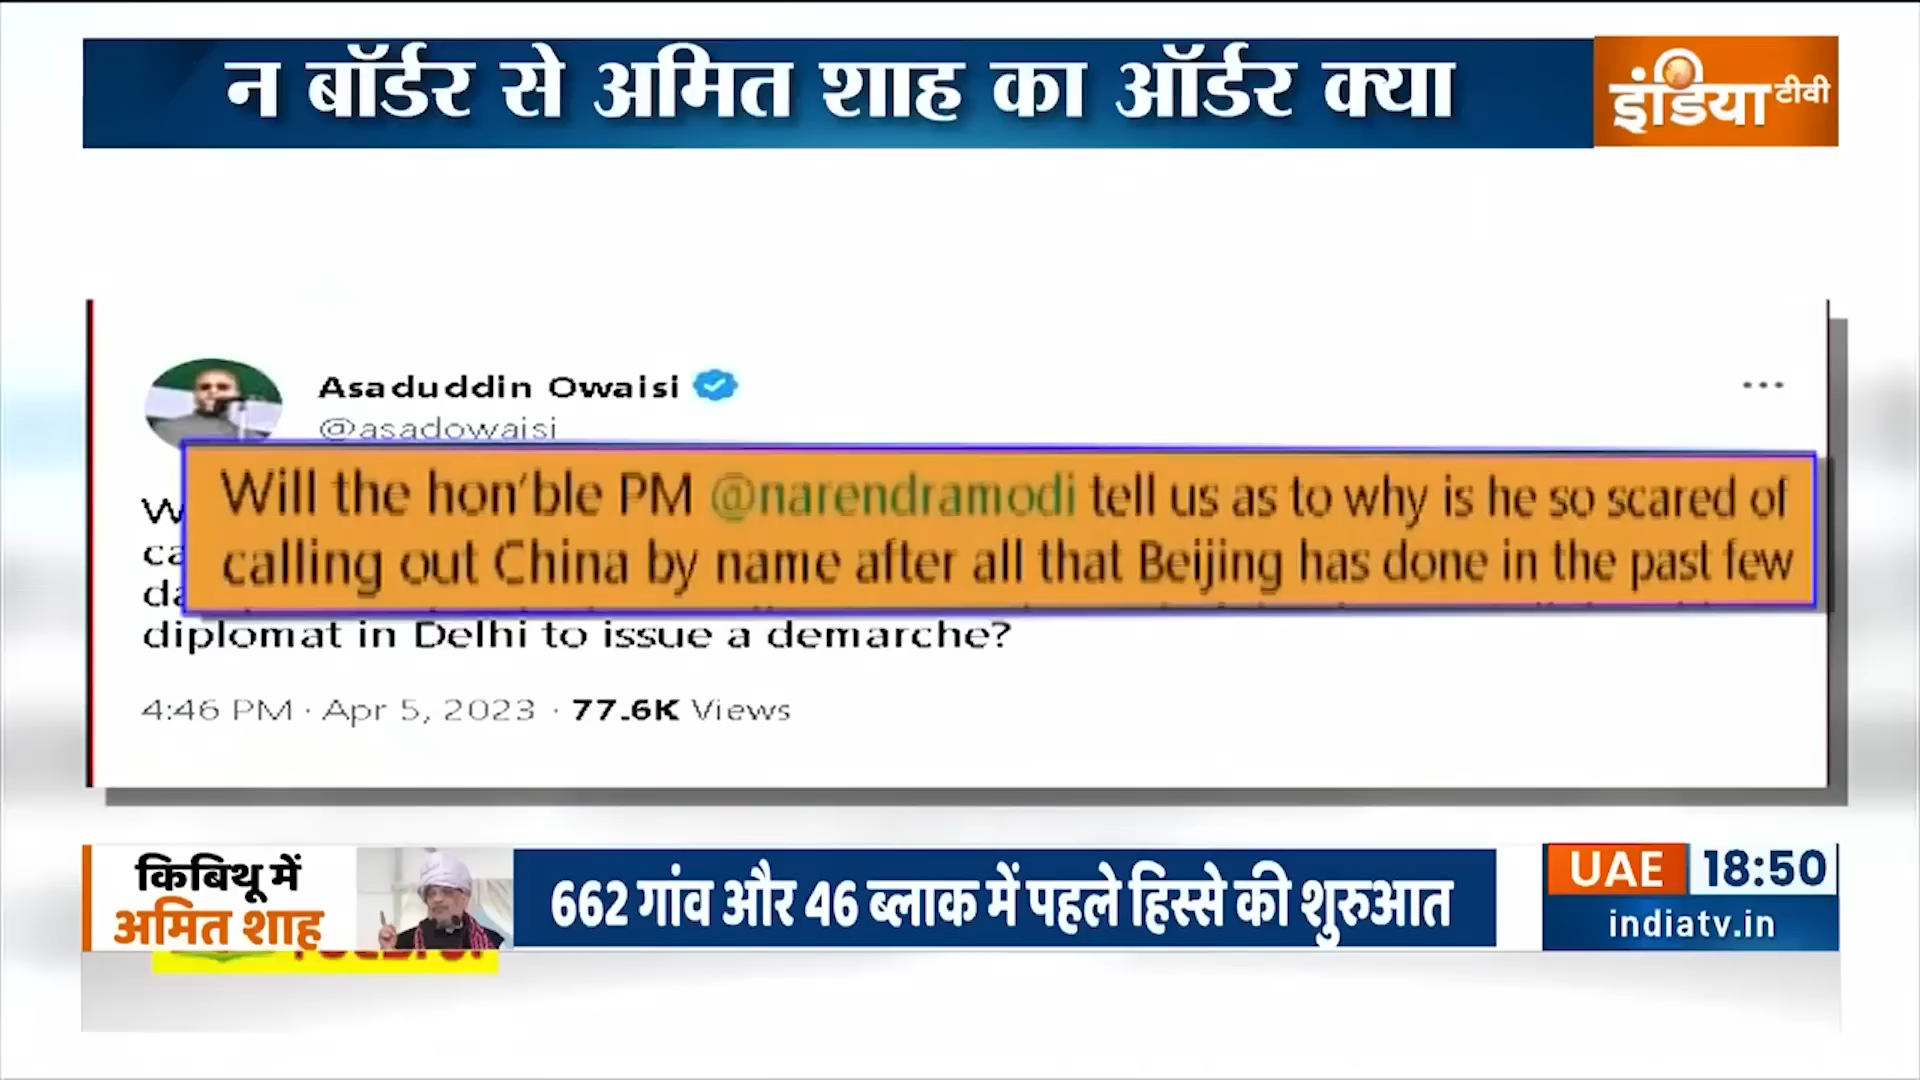 न बॉर्डर से अमित शाह का ऑर्डर क्या
इंडिया टीवी
Asaduddin Owaisi
@asadowaisi
Will the hon'ble PM @narendramodi tell us as to why is he so scared of
calling out China by name after all that Beijing has done in the past few
diplomat in Delhi to issue a demarche?
4:46 PM · Apr 5, 2023 · 77.6K Views
किबिथू में
अमित शाह
662 गांव और 46 ब्लाक में पहले हिस्से की शुरुआत
UAE 18:50
indiatv.in